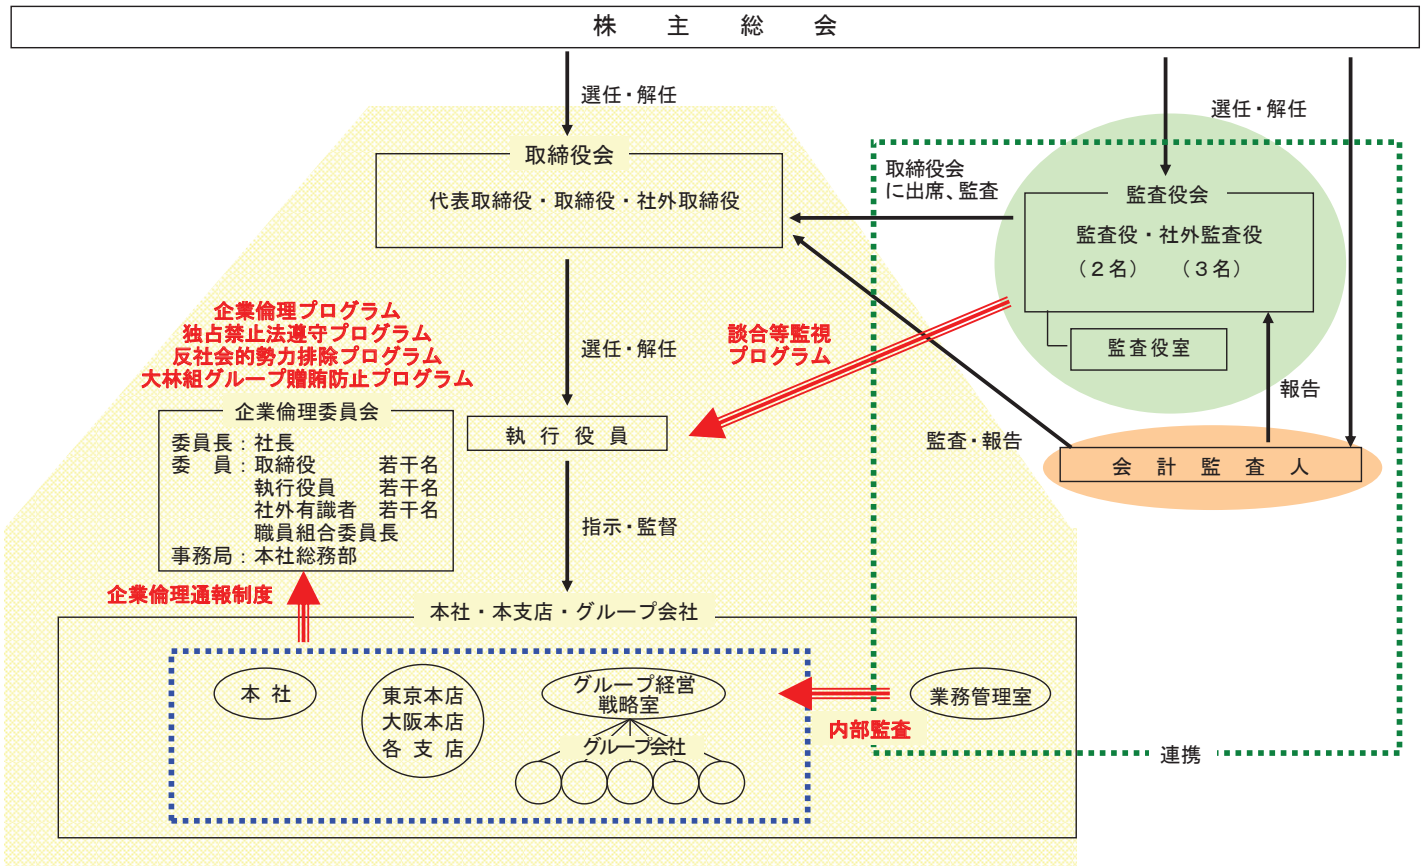 株主総会
選任・解任
選任・解任
取締役会
代表取締役・取締役・社外取締役
取締役会
に出席、監査
監査役会
監査役・社外監査役
（２名）　（３名）
監査役室
企業倫理プログラム
独占禁止法遵守プログラム
反社会的勢力排除プログラム
大林組グループ贈賄防止プログラム
選任・解任
談合等監視
プログラム
報告
企業倫理委員会
委員長：社長
委　員：取締役　若干名
執行役員　若干名
社外有識者　若干名
職員組合委員長
事務局：本社総務部
執行役員
監査・報告
会計監査人
指示・監督
企業倫理通報制度
本社・本支店・グループ会社
本社
東京本店
大阪本店
各支店
グループ経営
戦略室
グループ会社
内部監査
業務管理室
連携